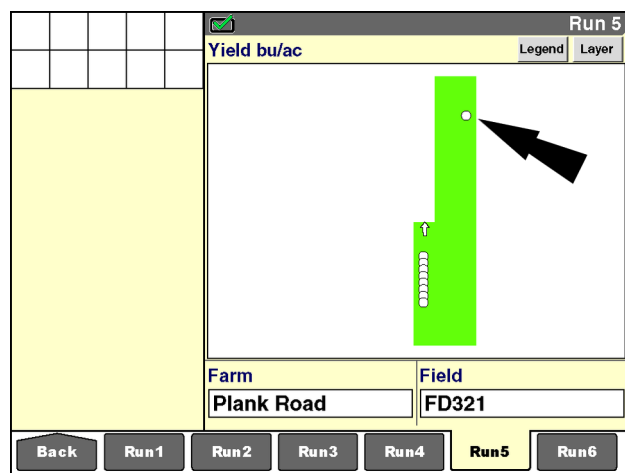 Run 5
Yield bu/ac Legend Layer
Farm Field
Plank Road FD321
Back Run1 Run2 Run3 Run4 Run5 Run6